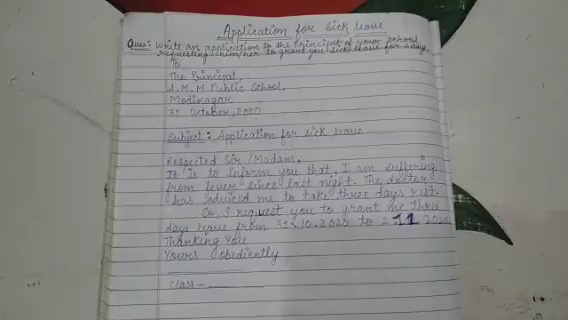 Application for sick leave
Ques: Write an application to the Principal of your school
requesting him/her to grant you sick leave for 3 days.
To
The Principal,
A.M.M Public School,
Modinagar
31 October, 2020
Subject: Application for sick leave
Respected Sir / Madam,
It is to inform you that, I am suffering
from fever since last night. The doctor
has adviced me to take three days rest.
So, I request you to grant me three
days leave from 31.10.2020 to 2.11.2020
Thanking You
Yours Obediently
Class-